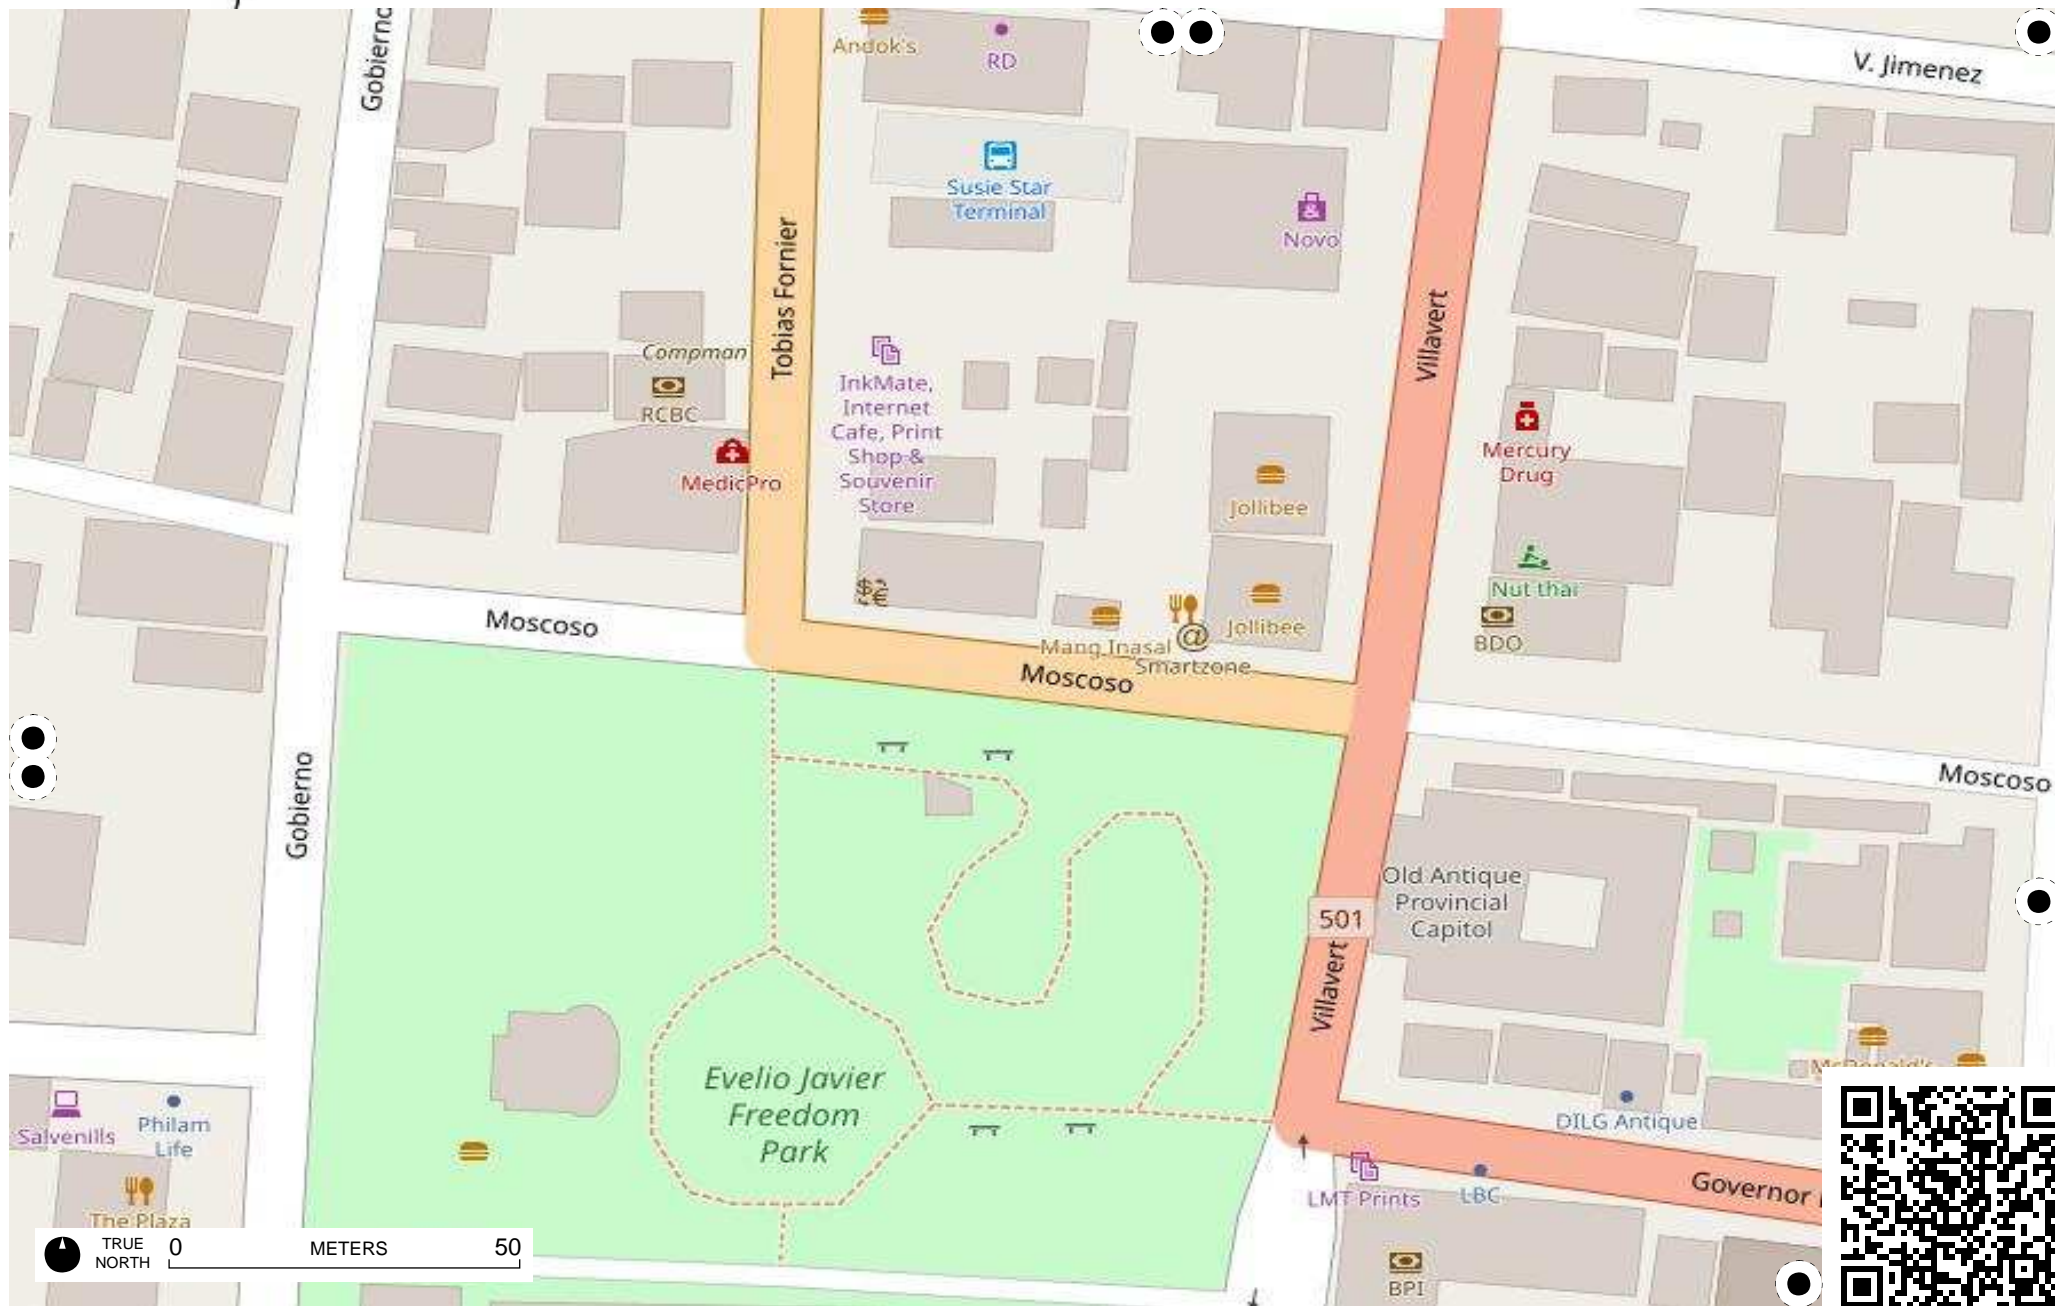 Gobierno
Andok's
RD
V. Jimenez
Susie Star
Terminal
Novo
Tobias Fornier
Villavert
Compman
RCBC
InkMate,
Internet
Cafe, Print
Shop &
Souvenir
Store
MedicPro
Mercury
Drug
Jollibee
Nut thai
Jollibee
BDO
Moscoso
Mang Inasal
@
Smartzone
Moscoso
Moscoso
Gobierno
Old Antique
Provincial
Capitol
501
Villavert
Evelio Javier
Freedom
Park
McDonald's
Salvenills
Philam
Life
DILG Antique
LMT Prints
LBC
Governor
The Plaza
BPI
TRUE
NORTH
0 METERS 50